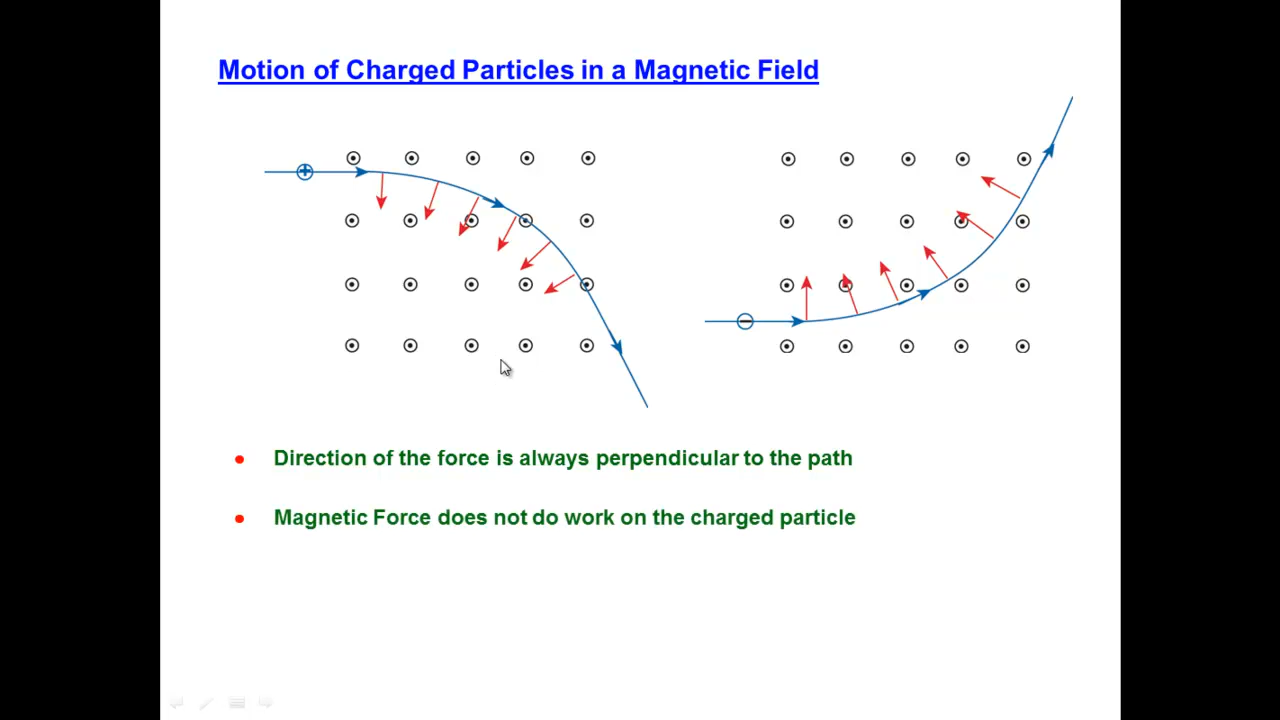 Motion of Charged Particles in a Magnetic Field
Direction of the force is always perpendicular to the path
Magnetic Force does not do work on the charged particle